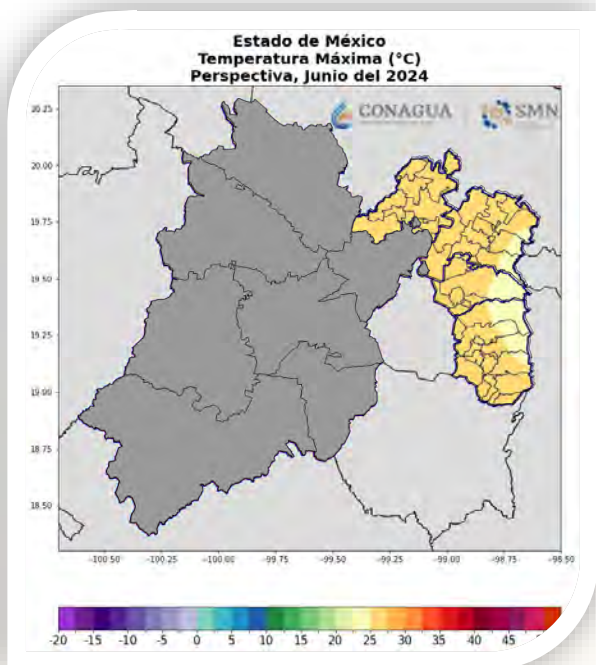 Estado de México
Temperatura Máxima (°C)
Perspectiva, Junio del 2024
CONAGUA
SMN
20.25
20.00
19.75
19.50
19.25
19.00
18.75
18.50
-100.50 -100.25 -100.00 -99.75 -99.50 -99.25 -99.00 -98.75 -98.50
-20 -15 -10 -5 0 5 10 15 20 25 30 35 40 45 50